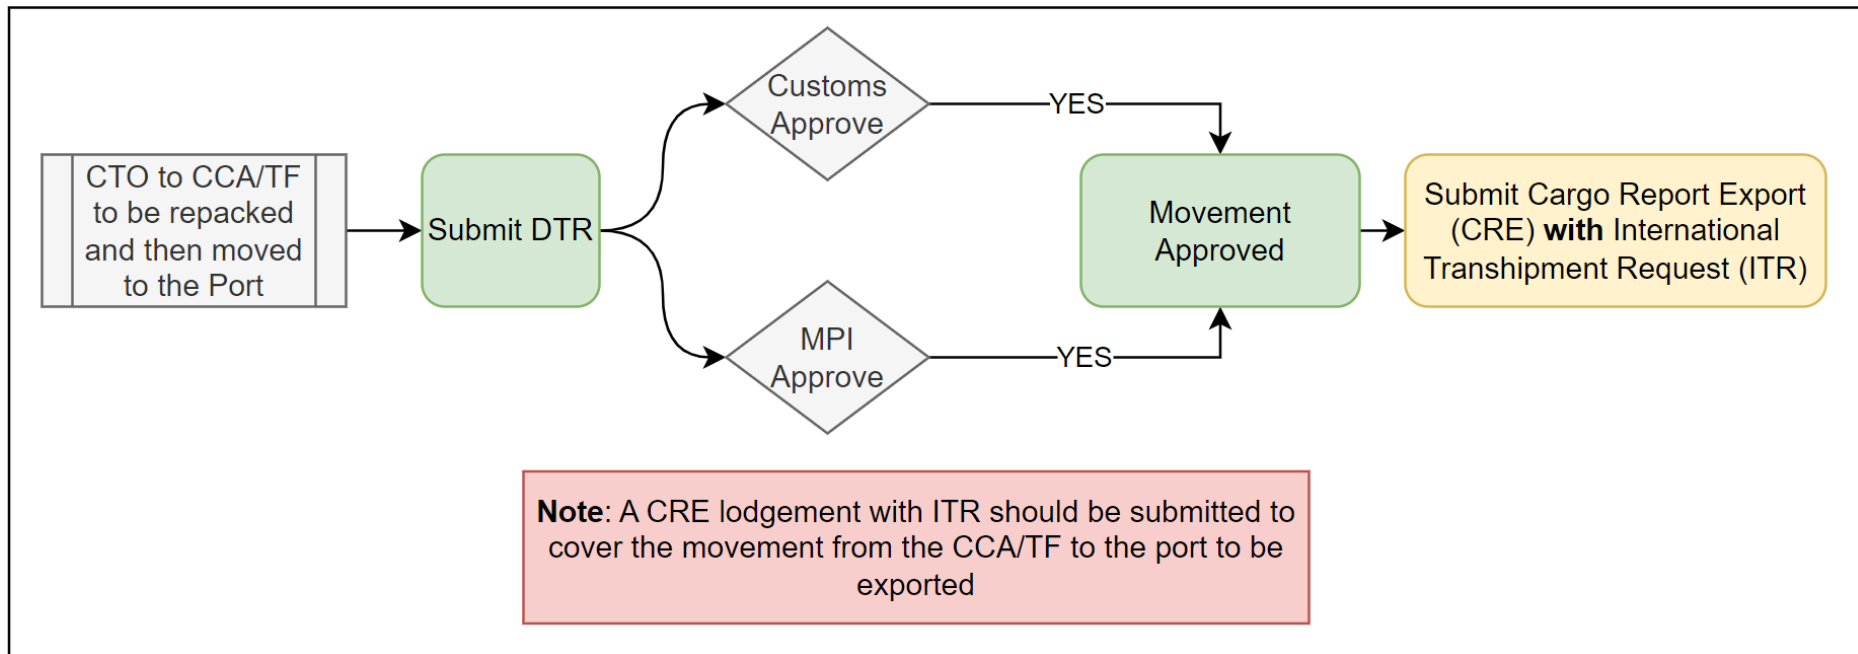 CTO to CCA/TF
to be repacked
and then moved
to the Port
Submit DTR
Customs
Approve
YES
MPI
Approve
YES
Movement
Approved
Submit Cargo Report Export
(CRE) with International
Transhipment Request (ITR)
Note: A CRE lodgement with ITR should be submitted to
cover the movement from the CCA/TF to the port to be
exported